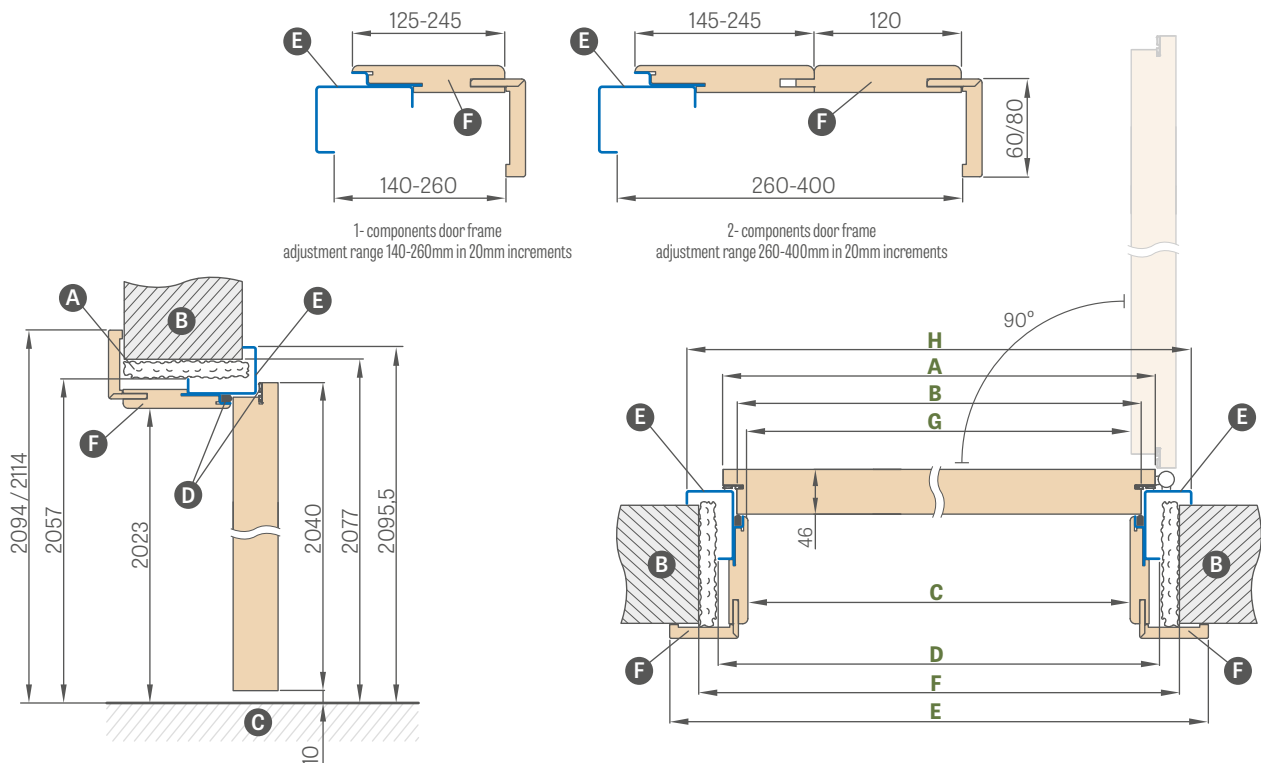 125-245
145-245
120
E
E
F
F
60/80
140-260
260-400
1- components door frame
adjustment range 140-260mm in 20mm increments
2- components door frame
adjustment range 260-400mm in 20mm increments
A
B
E
F
D
2094 / 2114
2057
2023
2040
2077
2095,5
C
10
90°
H
A
B
G
E
E
46
B
B
C
F
D
F
F
E